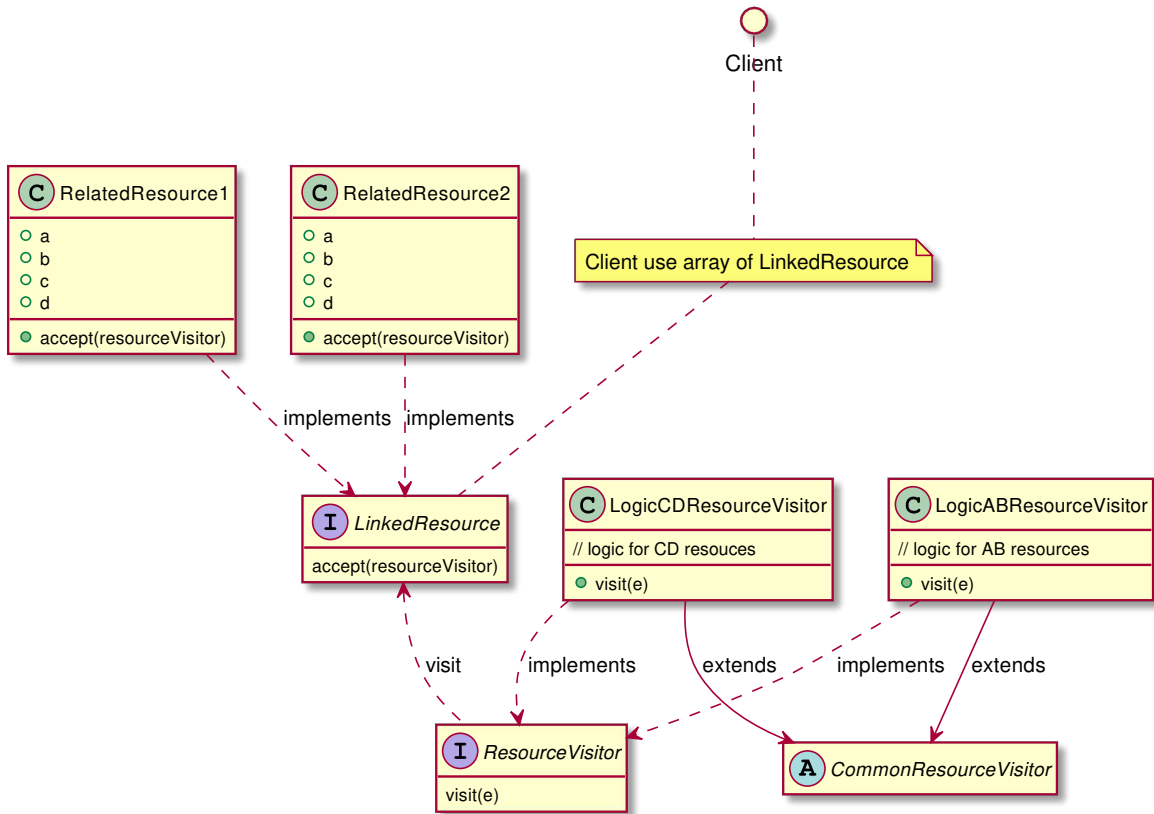 Client
C RelatedResource1
a
b
c
d
accept(resourceVisitor)
C RelatedResource2
a
b
c
d
accept(resourceVisitor)
Client use array of LinkedResource
implements
implements
I LinkedResource
accept(resourceVisitor)
C LogicCDResourceVisitor
// logic for CD resouces
visit(e)
C LogicABResourceVisitor
// logic for AB resources
visit(e)
visit
implements
extends
implements
extends
I ResourceVisitor
visit(e)
A CommonResourceVisitor